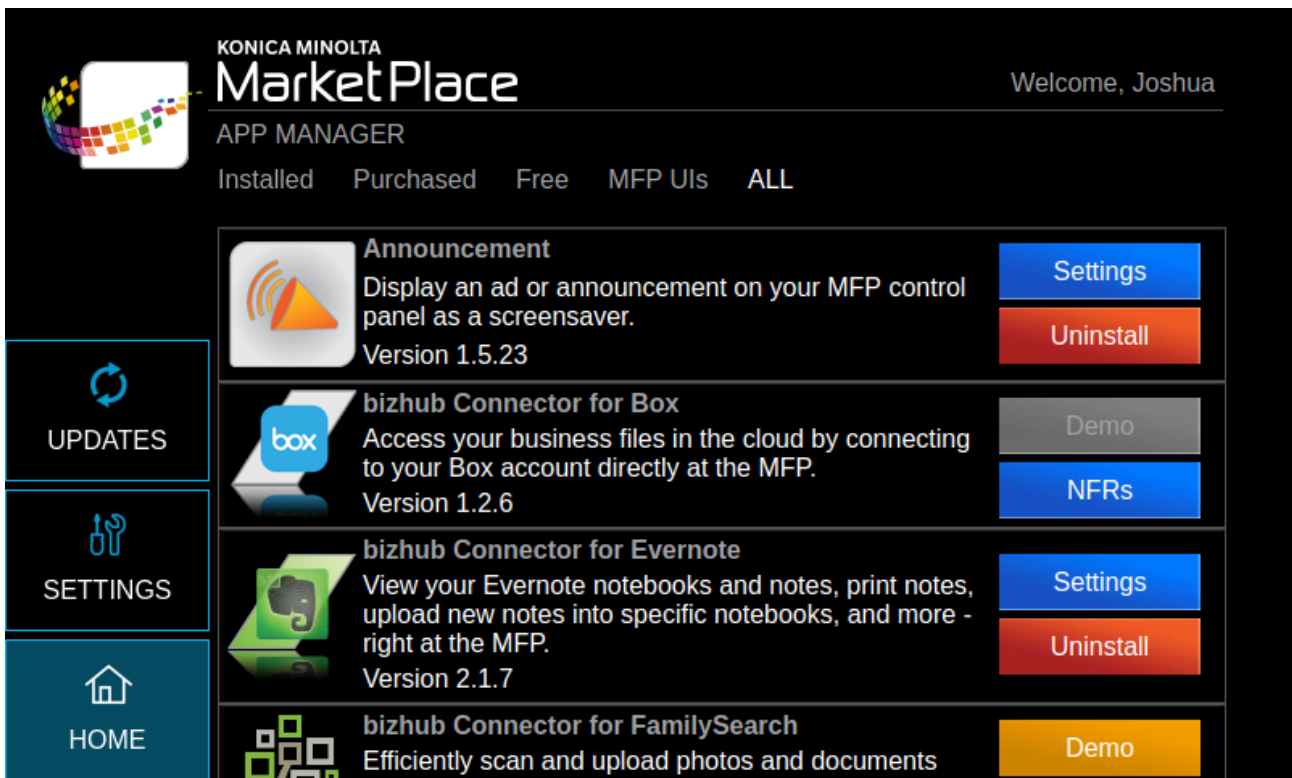 KONICA MINOLTA
MarketPlace
Welcome, Joshua
APP MANAGER
Installed Purchased Free MFP UIs ALL
Announcement
Display an ad or announcement on your MFP control
panel as a screensaver.
Version 1.5.23
Settings
Uninstall
box
bizhub Connector for Box
Access your business files in the cloud by connecting
to your Box account directly at the MFP.
Version 1.2.6
Demo
NFRs
bizhub Connector for Evernote
View your Evernote notebooks and notes, print notes,
upload new notes into specific notebooks, and more -
right at the MFP.
Version 2.1.7
Settings
Uninstall
bizhub Connector for FamilySearch
Efficiently scan and upload photos and documents
Demo
UPDATES
SETTINGS
HOME